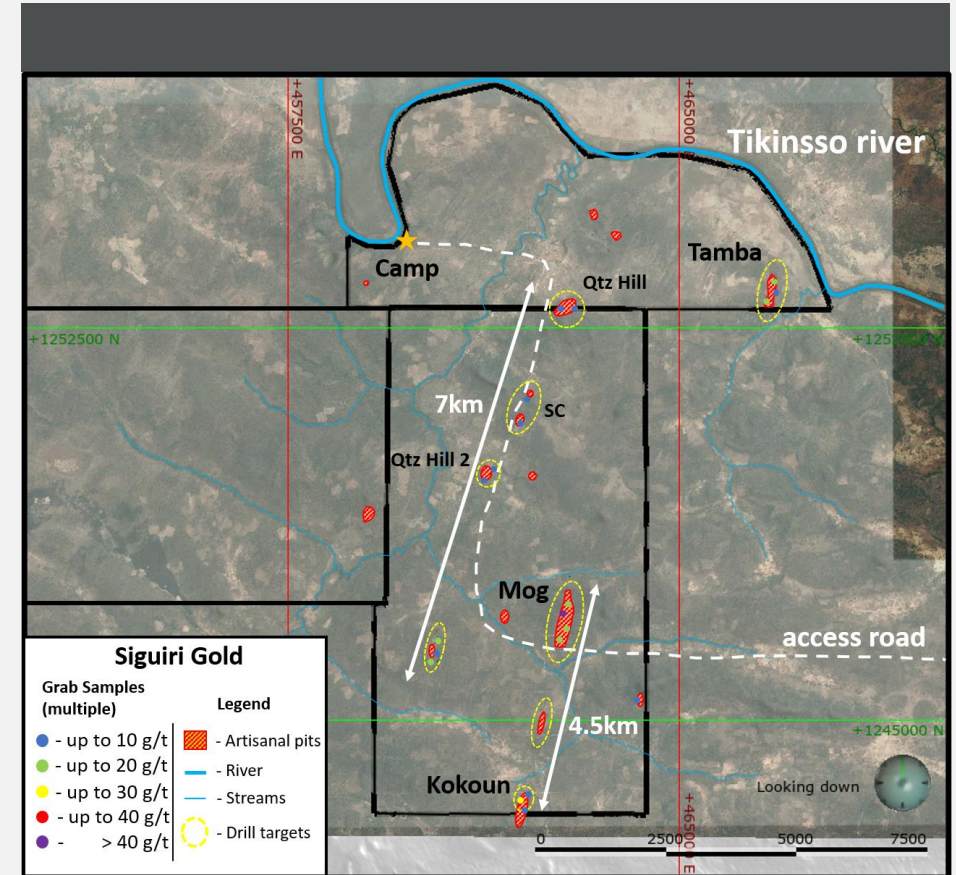 +457500 E
+465000
Tikinsso river
Tamba
Camp
Qtz Hill
+1252500 N
7km
SC
Qtz Hill 2
Mog
access road
4.5km
+1245000 N
Kokoun
Looking down
+465000 E
0 2500 5000 7500
Siguiri Gold
Grab Samples
(multiple)
Legend
- up to 10 g/t
- up to 20 g/t
- up to 30 g/t
- up to 40 g/t
- > 40 g/t
- Artisanal pits
- River
- Streams
- Drill targets